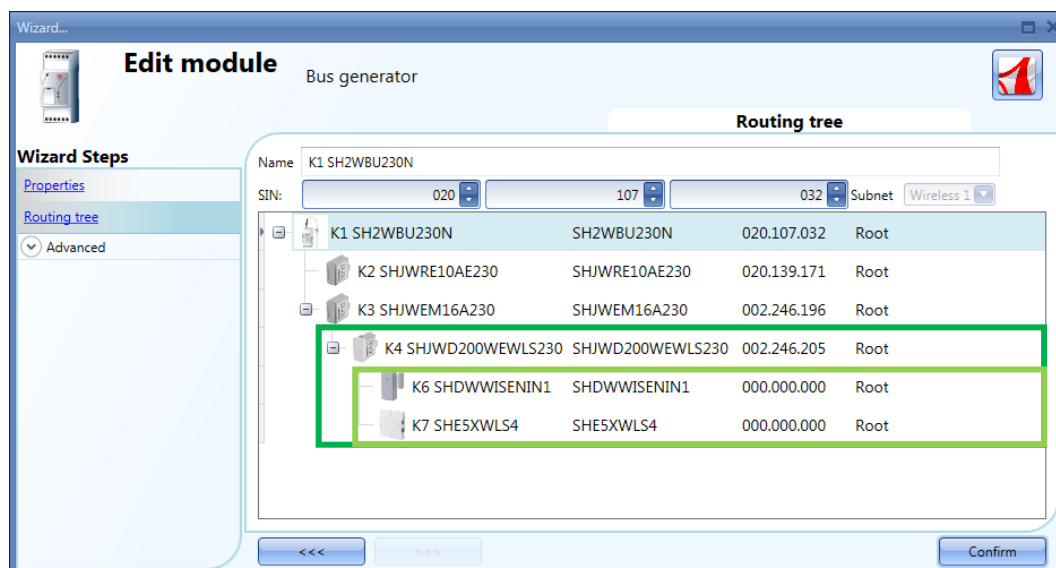 Wizard...
Edit module
Bus generator
Routing tree
Wizard Steps
Properties
Routing tree
Advanced
Name K1 SH2WBU230N
SIN: 020 107 032 Subnet Wireless 1
K1 SH2WBU230N SH2WBU230N 020.107.032 Root
K2 SHJWRE10AE230 SHJWRE10AE230 020.139.171 Root
K3 SHJWEM16A230 SHJWEM16A230 002.246.196 Root
K4 SHJWD200WEWLS230 SHJWD200WEWLS230 002.246.205 Root
K6 SHDWWISENIN1 SHDWWISENIN1 000.000.000 Root
K7 SHE5XWLS4 SHE5XWLS4 000.000.000 Root
<<< >>> Confirm